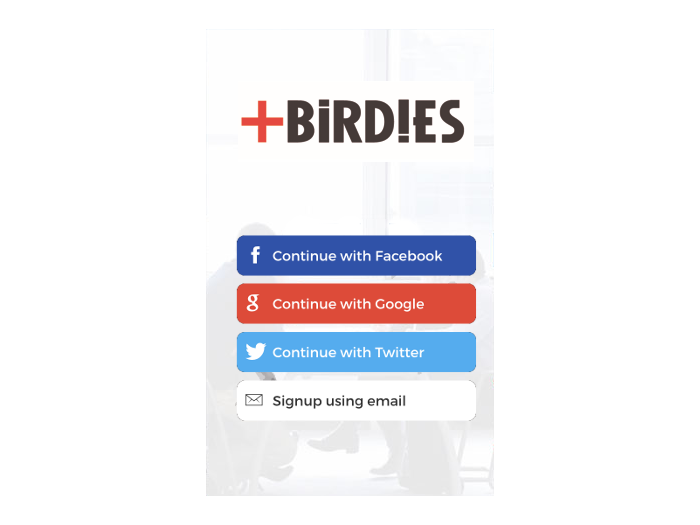 +BiRD!ES
Continue with Facebook
Continue with Google
Continue with Twitter
Signup using email